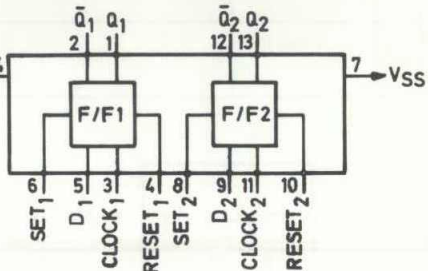 Q̄1 Q1 Q̄2 Q2
2 1 12 13
7 VSS
F/F1 F/F2
6 5 3 4 8 9 11 10
SET1 D1 CLOCK1 RESET1 SET2 D2 CLOCK2 RESET2